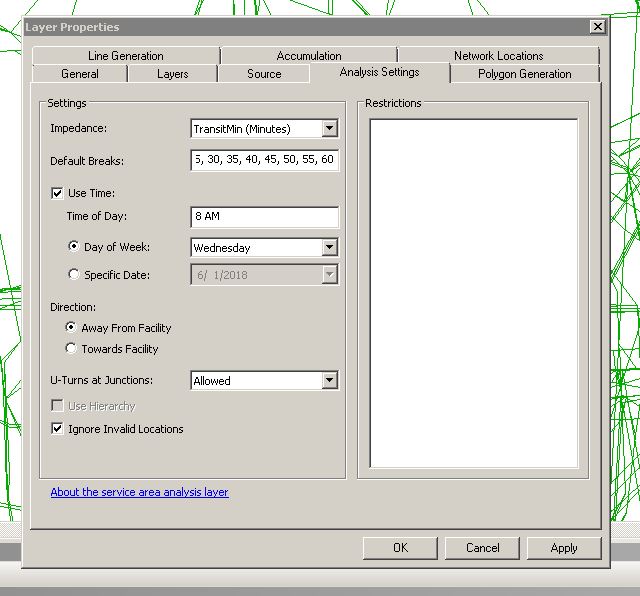 Layer Properties
Line Generation Accumulation Network Locations
General Layers Source Analysis Settings Polygon Generation
Settings
Impedance: TransitMin (Minutes)
Default Breaks: 5, 30, 35, 40, 45, 50, 55, 60
Use Time:
Time of Day: 8 AM
Day of Week: Wednesday
Specific Date: 6/ 1/2018
Direction:
Away From Facility
Towards Facility
U-Turns at Junctions: Allowed
Use Hierarchy
Ignore Invalid Locations
Restrictions
About the service area analysis layer
OK Cancel Apply